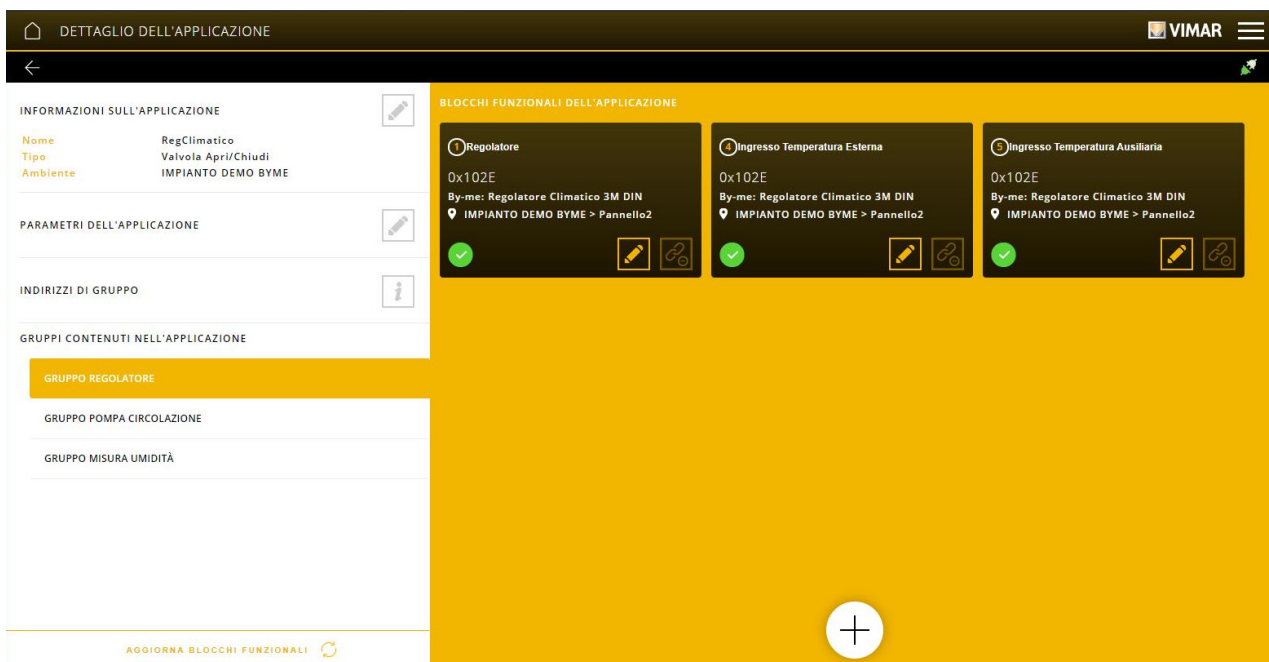 DETTAGLIO DELL'APPLICAZIONE
VIMAR
INFORMAZIONI SULL'APPLICAZIONE
Nome RegClimatico
Tipo Valvola Apri/Chiudi
Ambiente IMPIANTO DEMO BYME
PARAMETRI DELL'APPLICAZIONE
INDIRIZZI DI GRUPPO
i
GRUPPI CONTENUTI NELL'APPLICAZIONE
GRUPPO REGOLATORE
GRUPPO POMPA CIRCOLAZIONE
GRUPPO MISURA UMIDITÀ
AGGIORNA BLOCCHI FUNZIONALI
BLOCCHI FUNZIONALI DELL'APPLICAZIONE
1 Regolatore
0x102E
By-me: Regolatore Climatico 3M DIN
IMPIANTO DEMO BYME > Pannello2
4 Ingresso Temperatura Esterna
0x102E
By-me: Regolatore Climatico 3M DIN
IMPIANTO DEMO BYME > Pannello2
5 Ingresso Temperatura Ausiliaria
0x102E
By-me: Regolatore Climatico 3M DIN
IMPIANTO DEMO BYME > Pannello2